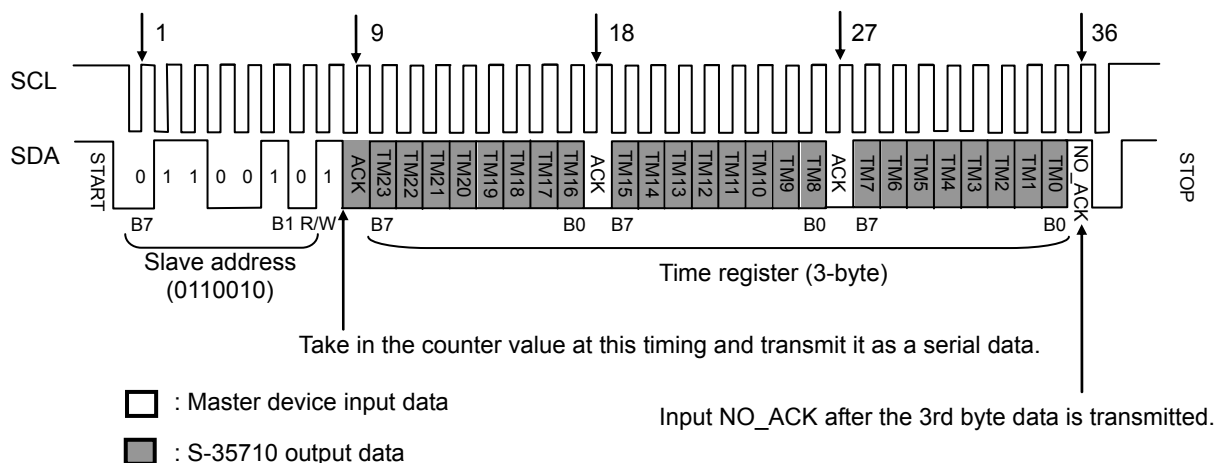 1 9 18 27 36
SCL
SDA START 0 1 1 0 0 1 0 1 ACK TM23 TM22 TM21 TM20 TM19 TM18 TM17 TM16 ACK TM15 TM14 TM13 TM12 TM11 TM10 TM9 TM8 ACK TM7 TM6 TM5 TM4 TM3 TM2 TM1 TM0 NO_ACK STOP
B7 B1 R/W B7 B0 B7 B0 B7 B0
Slave address
(0110010)
Time register (3-byte)
Take in the counter value at this timing and transmit it as a serial data.
: Master device input data
Input NO_ACK after the 3rd byte data is transmitted.
: S-35710 output data